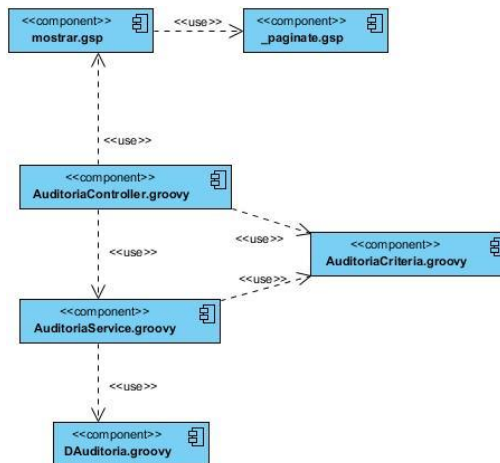 <<component>>
mostrar.gsp
<<use>>
<<component>>
_paginate.gsp
<<use>>
<<component>>
AuditoriaController.groovy
<<use>>
<<use>>
<<component>>
AuditoriaCriteria.groovy
<<use>>
<<component>>
AuditoriaService.groovy
<<use>>
<<component>>
DAuditoria.groovy